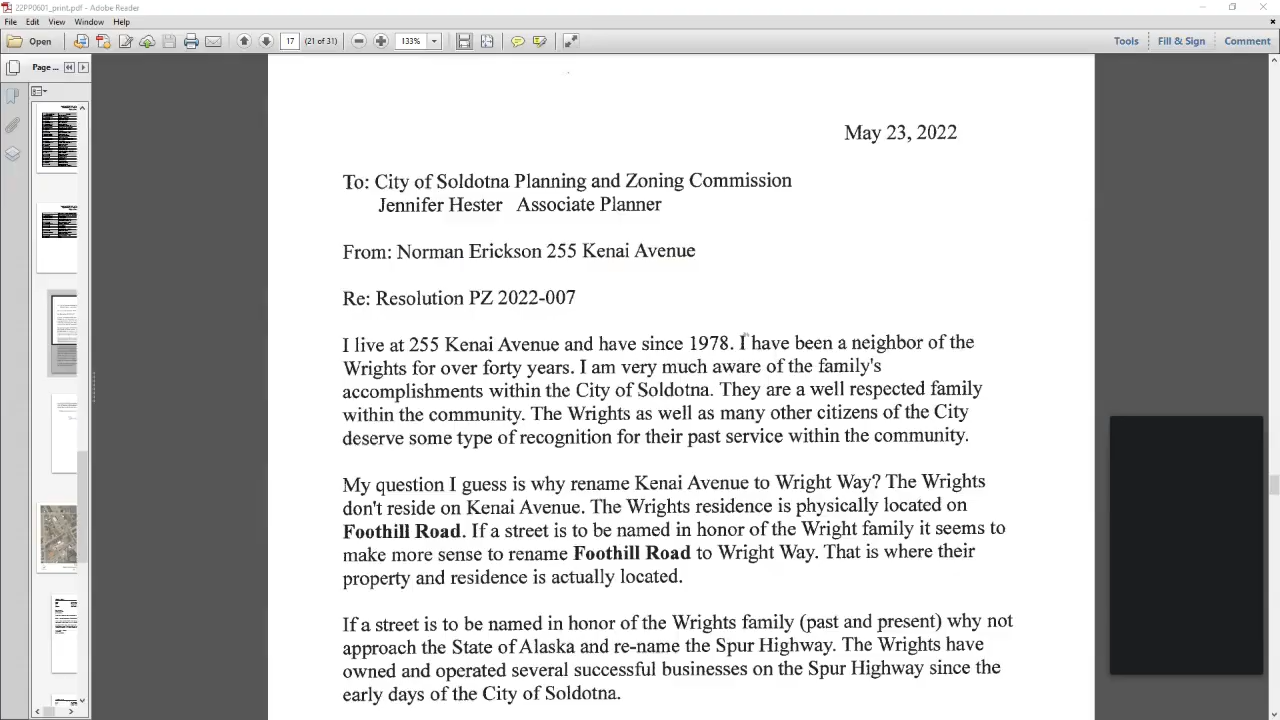 22PP0601_print.pdf - Adobe Reader
File Edit View Window Help
Open 17 (21 of 31) 133% Tools Fill & Sign Comment
Page ...
May 23, 2022
To: City of Soldotna Planning and Zoning Commission
Jennifer Hester Associate Planner
From: Norman Erickson 255 Kenai Avenue
Re: Resolution PZ 2022-007
I live at 255 Kenai Avenue and have since 1978. I have been a neighbor of the
Wrights for over forty years. I am very much aware of the family's
accomplishments within the City of Soldotna. They are a well respected family
within the community. The Wrights as well as many other citizens of the City
deserve some type of recognition for their past service within the community.
My question I guess is why rename Kenai Avenue to Wright Way? The Wrights
don't reside on Kenai Avenue. The Wrights residence is physically located on
Foothill Road. If a street is to be named in honor of the Wright family it seems to
make more sense to rename Foothill Road to Wright Way. That is where their
property and residence is actually located.
If a street is to be named in honor of the Wrights family (past and present) why not
approach the State of Alaska and re-name the Spur Highway. The Wrights have
owned and operated several successful businesses on the Spur Highway since the
early days of the City of Soldotna.